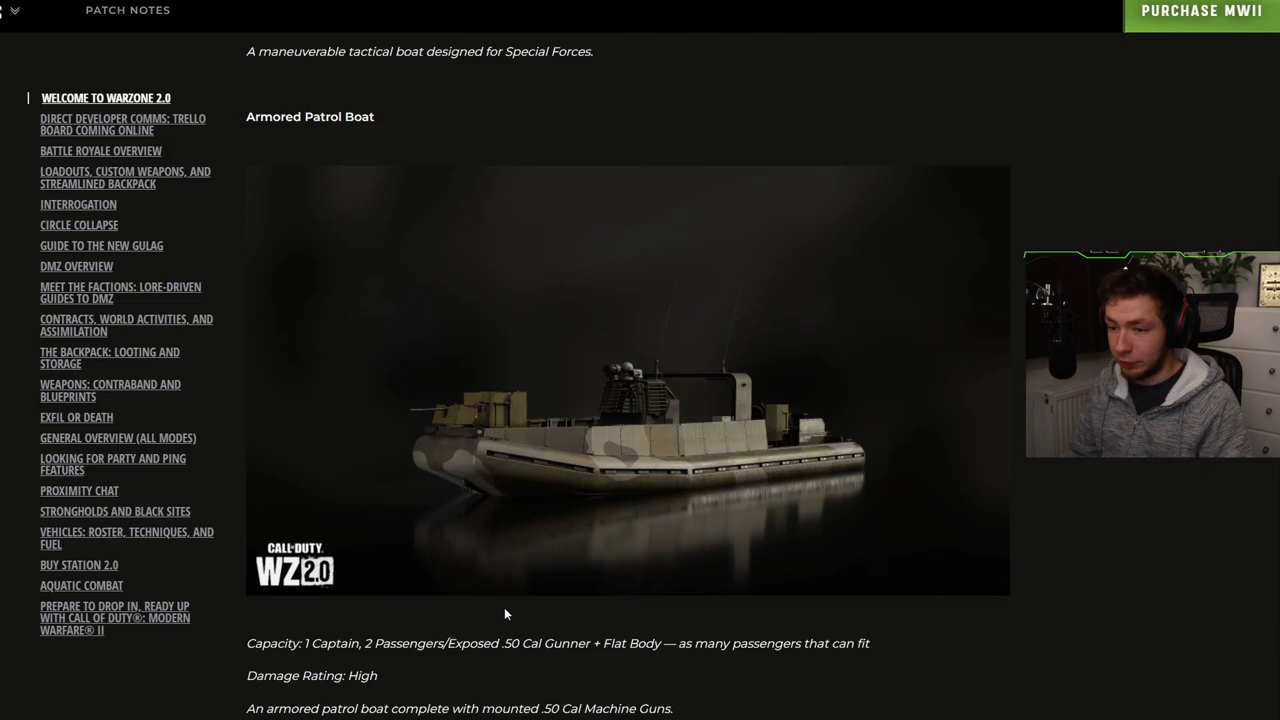 PATCH NOTES
PURCHASE MWII
A maneuverable tactical boat designed for Special Forces.
WELCOME TO WARZONE 2.0
DIRECT DEVELOPER COMMS: TRELLO
BOARD COMING ONLINE
BATTLE ROYALE OVERVIEW
LOADOUTS, CUSTOM WEAPONS, AND
STREAMLINED BACKPACK
INTERROGATION
CIRCLE COLLAPSE
GUIDE TO THE NEW GULAG
DMZ OVERVIEW
MEET THE FACTIONS: LORE-DRIVEN
GUIDES TO DMZ
CONTRACTS, WORLD ACTIVITIES, AND
ASSIMILATION
THE BACKPACK: LOOTING AND
STORAGE
WEAPONS: CONTRABAND AND
BLUEPRINTS
EXFIL OR DEATH
GENERAL OVERVIEW (ALL MODES)
LOOKING FOR PARTY AND PING
FEATURES
PROXIMITY CHAT
STRONGHOLDS AND BLACK SITES
VEHICLES: ROSTER, TECHNIQUES, AND
FUEL
BUY STATION 2.0
AQUATIC COMBAT
PREPARE TO DROP IN, READY UP
WITH CALL OF DUTY®: MODERN
WARFARE® II
Armored Patrol Boat
CALL OF DUTY
WZ 2.0
Capacity: 1 Captain, 2 Passengers/Exposed .50 Cal Gunner + Flat Body — as many passengers that can fit
Damage Rating: High
An armored patrol boat complete with mounted .50 Cal Machine Guns.